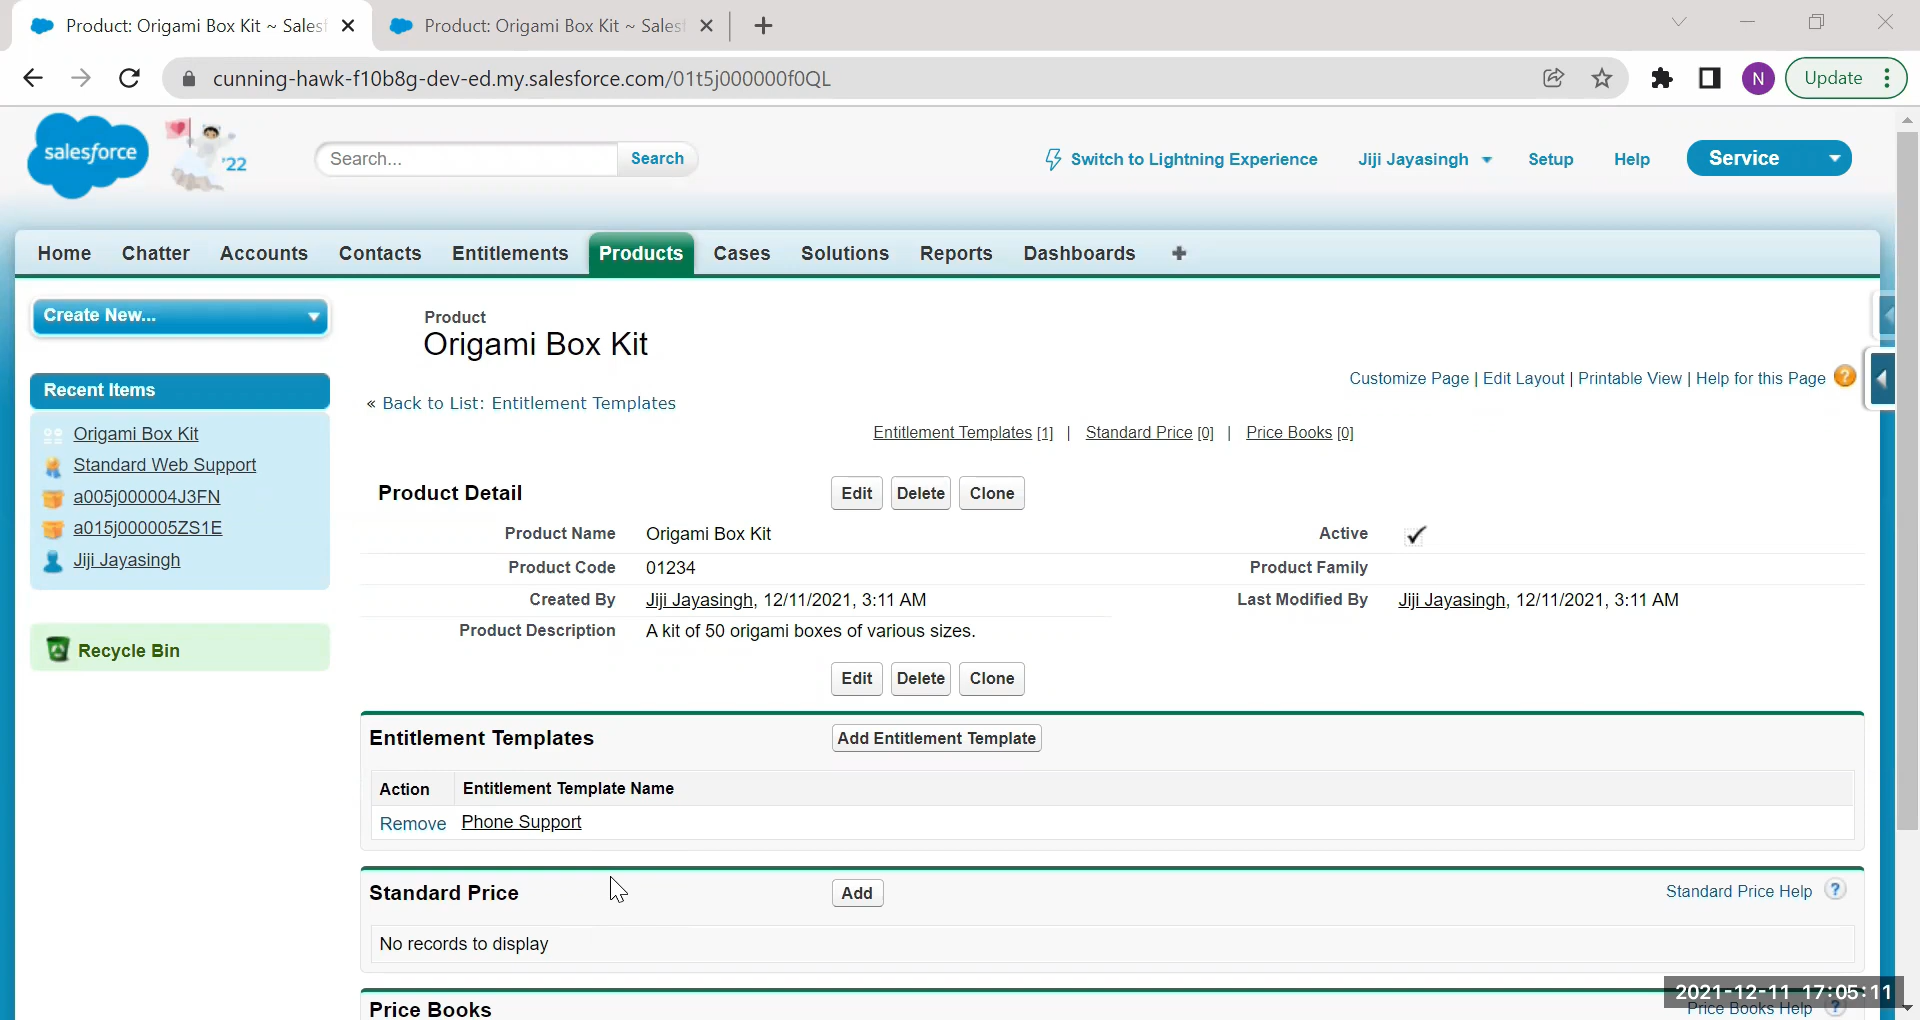 Product: Origami Box Kit ~ Sales
Product: Origami Box Kit ~ Sales
cunning-hawk-f10b8g-dev-ed.my.salesforce.com/01t5j000000f0QL
N
Update
salesforce
'22
Search...
Search
Switch to Lightning Experience
Jiji Jayasingh
Setup
Help
Service
Home Chatter Accounts Contacts Entitlements Products Cases Solutions Reports Dashboards
Create New...
Recent Items
Origami Box Kit
Standard Web Support
a005j000004J3FN
a015j000005ZS1E
Jiji Jayasingh
Recycle Bin
Product
Origami Box Kit
Customize Page | Edit Layout | Printable View | Help for this Page
« Back to List: Entitlement Templates
Entitlement Templates [1] | Standard Price [0] | Price Books [0]
Product Detail
Edit Delete Clone
Product Name Origami Box Kit Active
Product Code 01234 Product Family
Created By Jiji Jayasingh, 12/11/2021, 3:11 AM Last Modified By Jiji Jayasingh, 12/11/2021, 3:11 AM
Product Description A kit of 50 origami boxes of various sizes.
Edit Delete Clone
Entitlement Templates Add Entitlement Template
Action Entitlement Template Name
Remove Phone Support
Standard Price Add Standard Price Help ?
No records to display
Price Books Price Books Help ?
2021-12-11 17:05:11